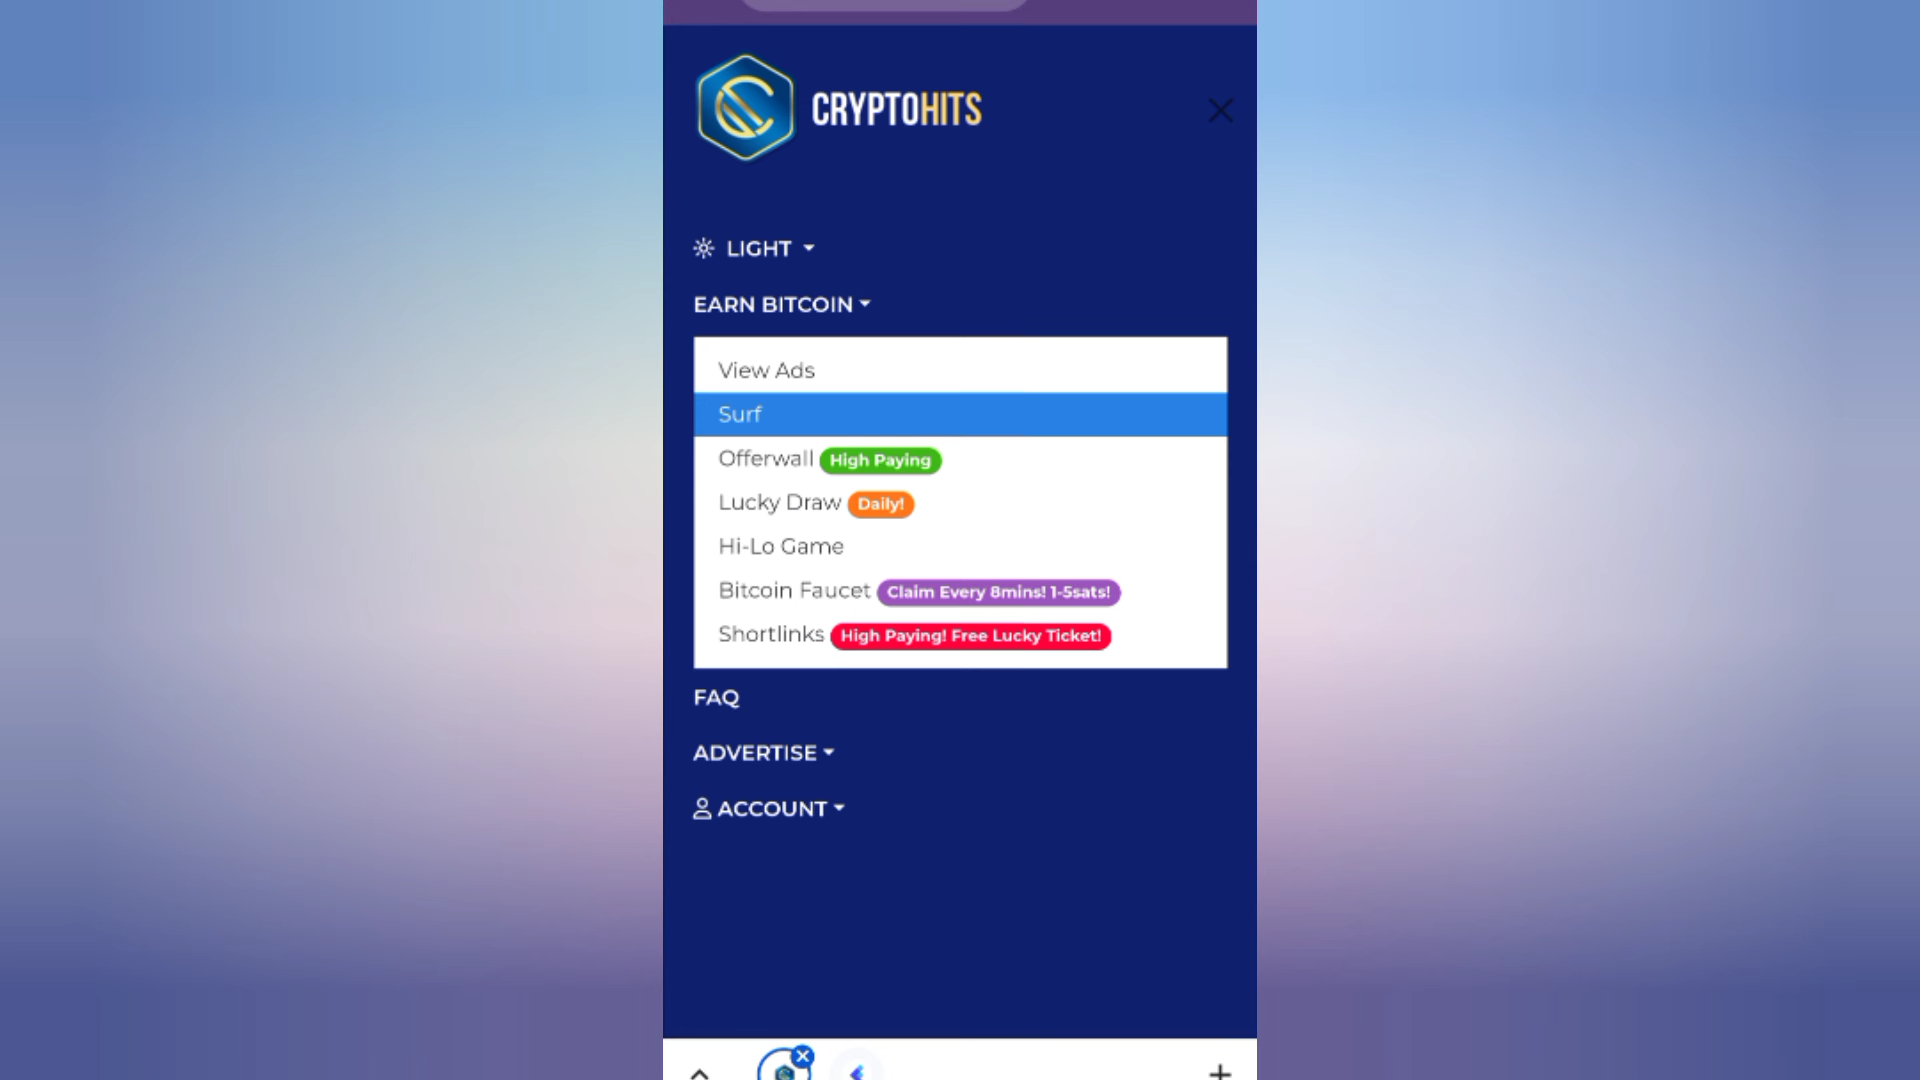 CRYPTOHITS
LIGHT
EARN BITCOIN
View Ads
Surf
Offerwall High Paying
Lucky Draw Daily!
Hi-Lo Game
Bitcoin Faucet Claim Every 8mins! 1-5sats!
Shortlinks High Paying! Free Lucky Ticket!
FAQ
ADVERTISE
ACCOUNT